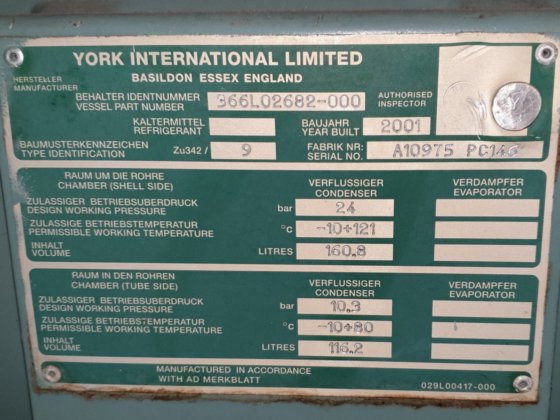 YORK INTERNATIONAL LIMITED
BASILDON ESSEX ENGLAND
HERSTELLER
MANUFACTURER
BEHALTER IDENTNUMMER
VESSEL PART NUMBER
366L02682-000
AUTHORISED
INSPECTOR
KALTERMITTEL
REFRIGERANT
BAUJAHR
YEAR BUILT
2001
BAUMUSTERKENNZEICHEN
TYPE IDENTIFICATION
Zu342 /
9
FABRIK NR:
SERIAL NO.
A10975 PC146
RAUM UM DIE ROHRE
CHAMBER (SHELL SIDE)
VERFLUSSIGER
CONDENSER
VERDAMPFER
EVAPORATOR
ZULASSIGER BETRIEBSUBERDRUCK
DESIGN WORKING PRESSURE
bar
24
ZULASSIGE BETRIEBSTEMPERATUR
PERMISSIBLE WORKING TEMPERATURE
°C
-10+121
INHALT
VOLUME
LITRES
160.8
RAUM IN DEN ROHREN
CHAMBER (TUBE SIDE)
VERFLUSSIGER
CONDENSER
VERDAMPFER
EVAPORATOR
ZULASSIGER BETRIEBSUBERDRUCK
DESIGN WORKING PRESSURE
bar
10.3
ZULASSIGE BETRIEBSTEMPERATUR
PERMISSIBLE WORKING TEMPERATURE
°C
-10+80
INHALT
VOLUME
LITRES
116.2
MANUFACTURED IN ACCORDANCE
WITH AD MERKBLATT
029L00417-000